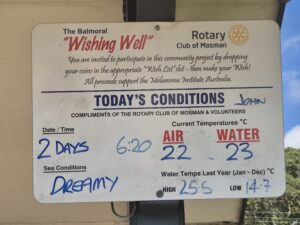 The Balmoral
"Wishing Well"
Rotary
Club of Mosman
You are invited to participate in this community project by dropping
your coins in the appropriate "Wish List" slot - then make your Wish!
All proceeds support the Melanoma Institute Australia.
TODAY'S CONDITIONS JOHN
COMPLIMENTS OF THE ROTARY CLUB OF MOSMAN & VOLUNTEERS
Date / Time
Current Temperatures °C
AIR WATER
2 DAYS 6:20 22 23
Sea Conditions
Water Temps Last Year (Jan - Dec) °C
DREAMY
HIGH 25.5 LOW 14.7